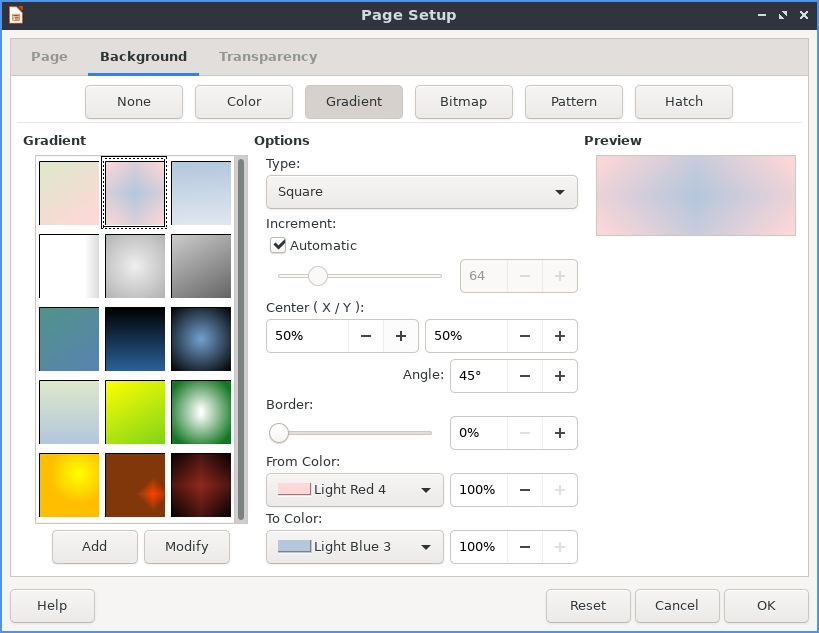 Page Setup
Page Background Transparency
None Color Gradient Bitmap Pattern Hatch
Gradient Options Preview
Type:
Square
Increment:
Automatic
64
Center ( X / Y ):
50% 50%
Angle: 45°
Border:
0%
From Color:
Light Red 4 100%
To Color:
Light Blue 3 100%
Add Modify
Help Reset Cancel OK